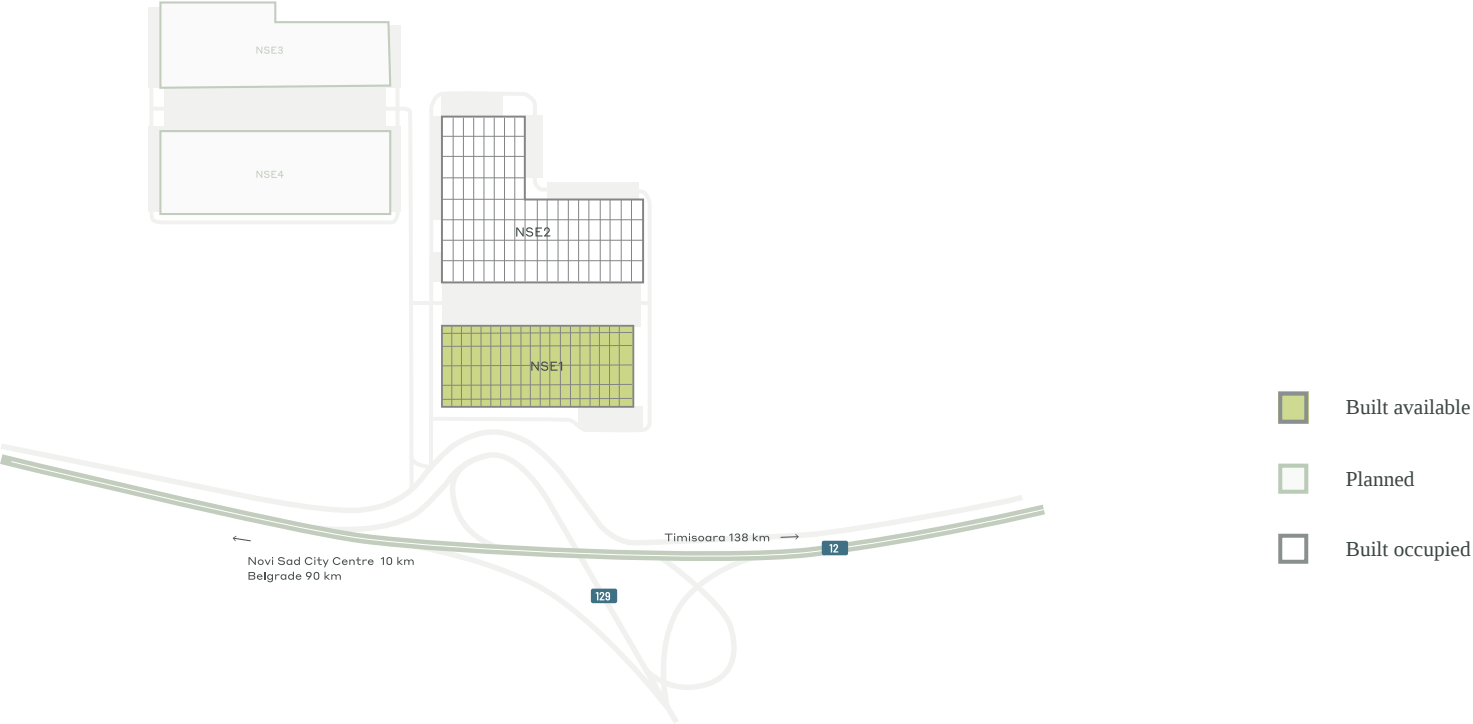 NSE3
NSE4
NSE2
NSE1
Built available
Planned
Timisoara 138 km
12
Built occupied
Novi Sad City Centre 10 km
Belgrade 90 km
129